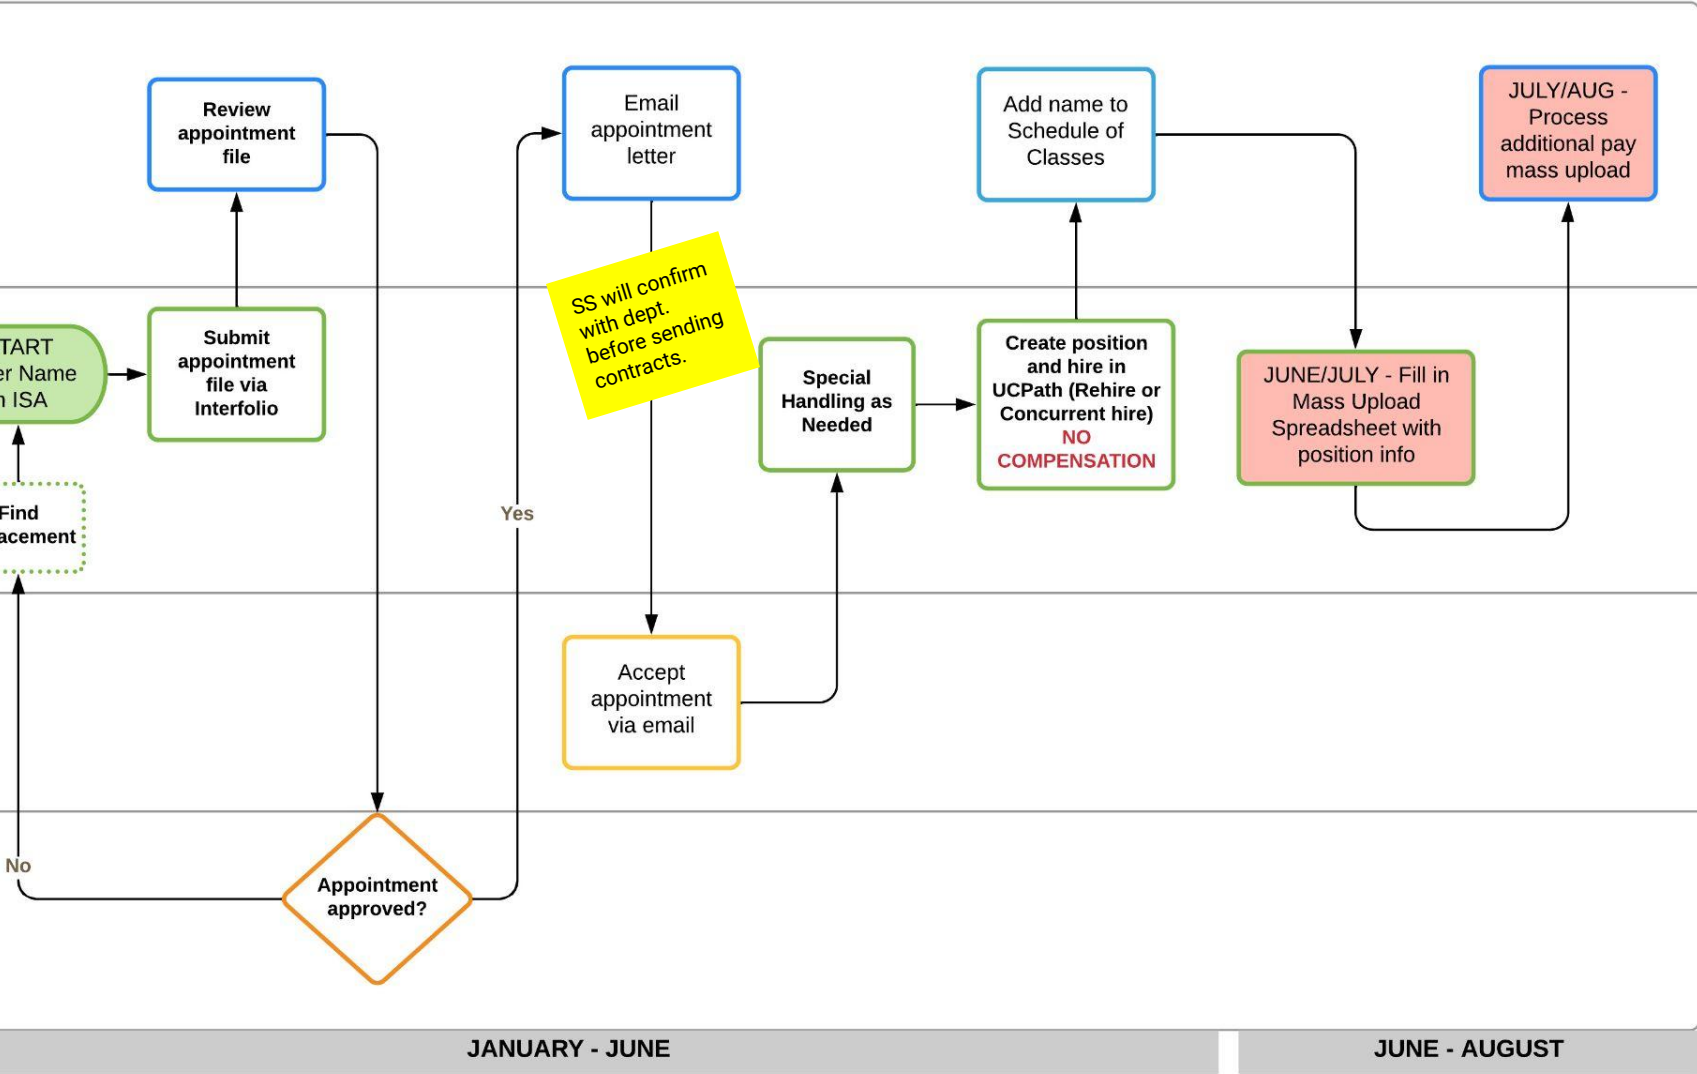 Review
appointment
file
Email
appointment
letter
Add name to
Schedule of
Classes
JULY/AUG -
Process
additional pay
mass upload
SS will confirm
with dept.
before sending
contracts.
TART
er Name
n ISA
Submit
appointment
file via
Interfolio
Special
Handling as
Needed
Create position
and hire in
UCPath (Rehire or
Concurrent hire)
NO
COMPENSATION
JUNE/JULY - Fill in
Mass Upload
Spreadsheet with
position info
Find
acement
Yes
Accept
appointment
via email
No
Appointment
approved?
JANUARY - JUNE
JUNE - AUGUST